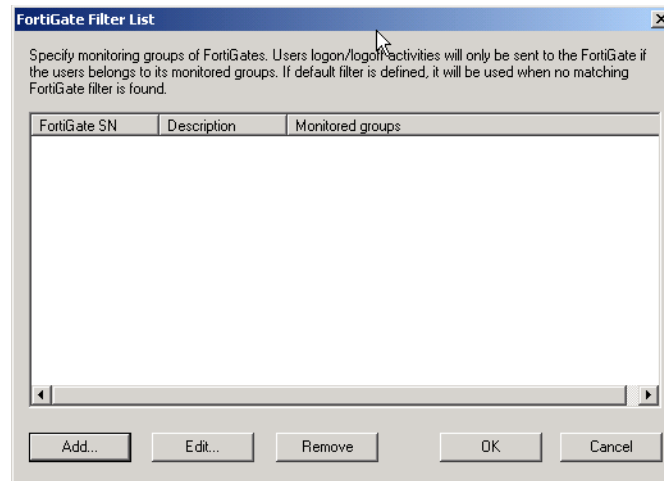 FortiGate Filter List
Specify monitoring groups of FortiGates. Users logon/logoff activities will only be sent to the FortiGate if
the users belongs to its monitored groups. If default filter is defined, it will be used when no matching
FortiGate filter is found.
FortiGate SN Description Monitored groups
Add... Edit... Remove OK Cancel